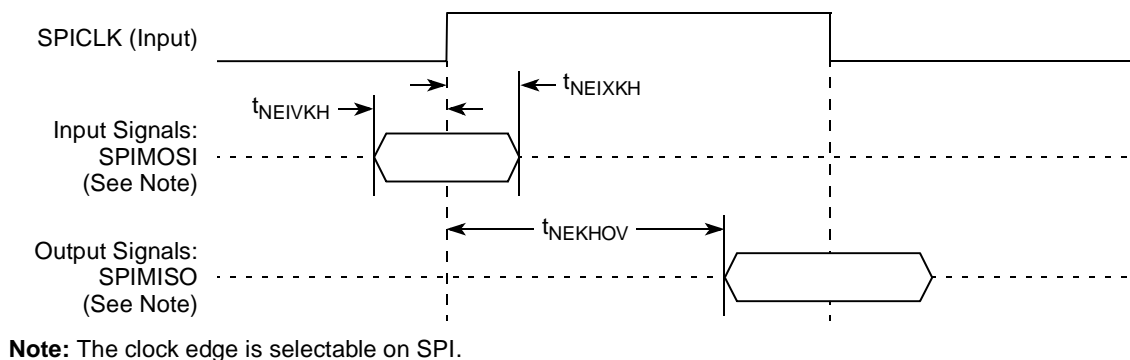 SPICLK (Input)
tNEIXKH
tNEIVKH
Input Signals:
SPIMOSI
(See Note)
tNEKHOV
Output Signals:
SPIMISO
(See Note)
Note: The clock edge is selectable on SPI.